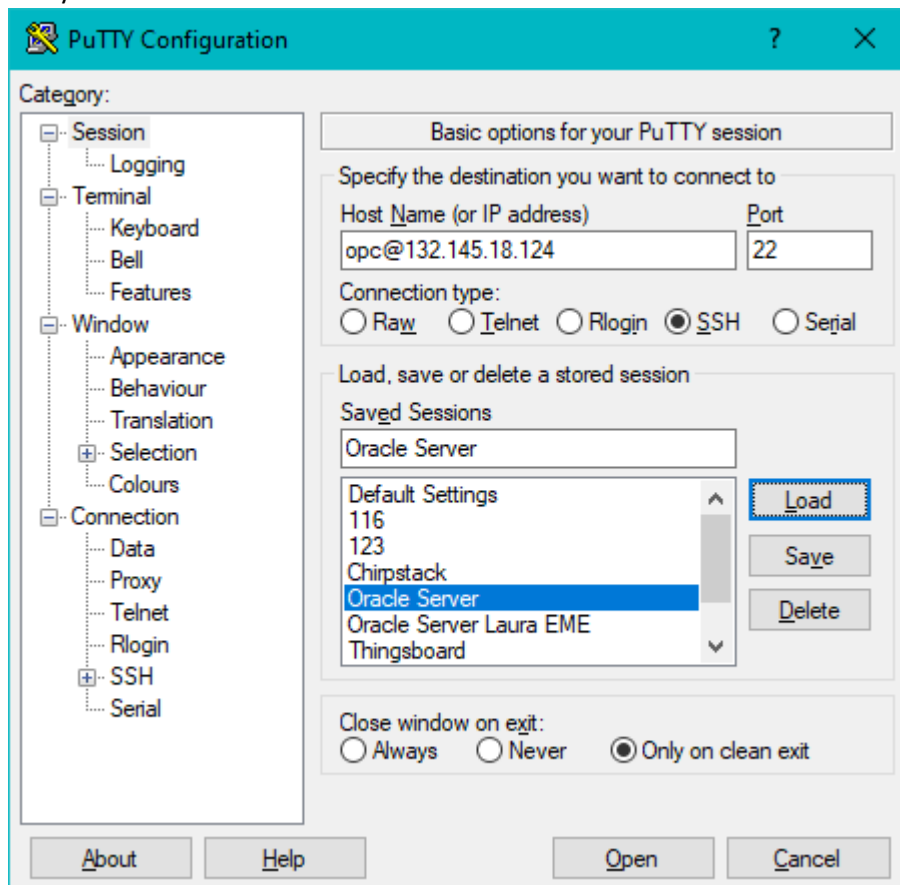 PuTTY Configuration
?
Category:
Session
Logging
Terminal
Keyboard
Bell
Features
Window
Appearance
Behaviour
Translation
Selection
Colours
Connection
Data
Proxy
Telnet
Rlogin
SSH
Serial
Basic options for your PuTTY session
Specify the destination you want to connect to
Host Name (or IP address) Port
opc@132.145.18.124 22
Connection type:
Raw Telnet Rlogin SSH Serial
Load, save or delete a stored session
Saved Sessions
Oracle Server
Default Settings
116
123
Chirpstack
Oracle Server
Oracle Server Laura EME
Thingsboard
Load
Save
Delete
Close window on exit:
Always Never Only on clean exit
About Help Open Cancel